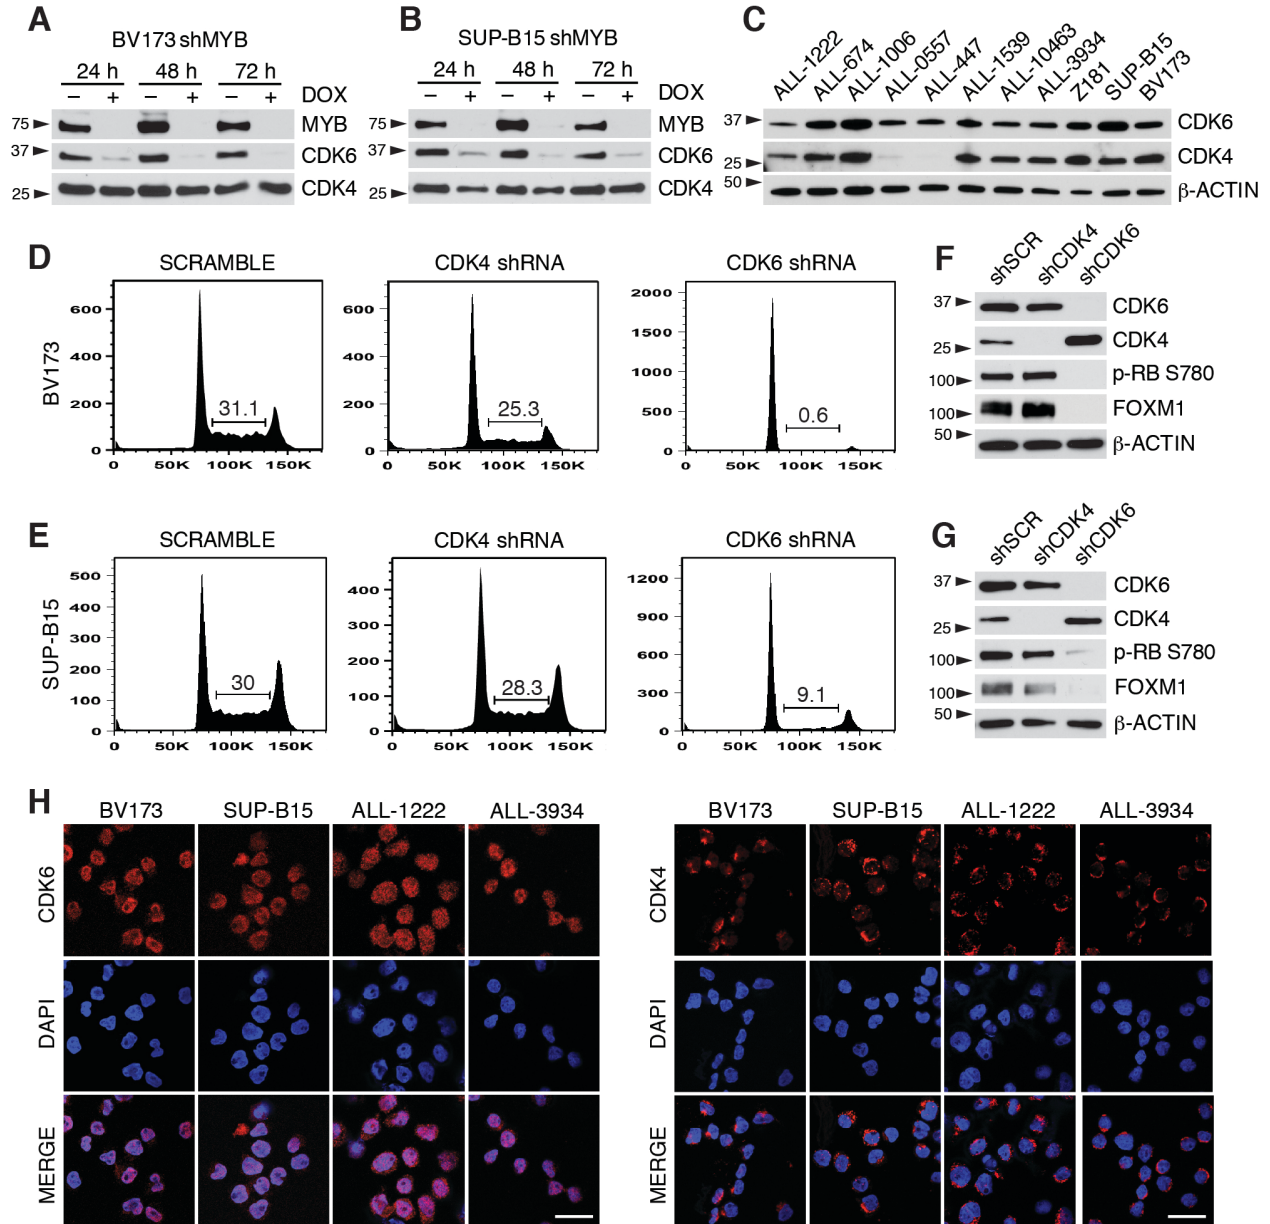 A
BV173 shMYB
24 h 48 h 72 h
– + – + – + DOX
75 MYB
37 CDK6
25 CDK4
B
SUP-B15 shMYB
24 h 48 h 72 h
– + – + – + DOX
75 MYB
37 CDK6
25 CDK4
C
ALL-1222 ALL-674 ALL-1006 ALL-0557 ALL-447 ALL-1539 ALL-10463 ALL-3934 Z181 SUP-B15 BV173
37 CDK6
25 CDK4
50 β-ACTIN
D
BV173
SCRAMBLE
600
400
200
0
31.1
0 50K 100K 150K
CDK4 shRNA
600
400
200
0
25.3
0 50K 100K 150K
CDK6 shRNA
2000
1500
1000
500
0
0.6
0 50K 100K 150K
E
SUP-B15
SCRAMBLE
500
400
300
200
100
0
30
0 50K 100K 150K
CDK4 shRNA
400
300
200
100
0
28.3
0 50K 100K 150K
CDK6 shRNA
1200
900
600
300
0
9.1
0 50K 100K 150K
F
shSCR shCDK4 shCDK6
37 CDK6
25 CDK4
100 p-RB S780
100 FOXM1
50 β-ACTIN
G
shSCR shCDK4 shCDK6
37 CDK6
25 CDK4
100 p-RB S780
100 FOXM1
50 β-ACTIN
H
BV173 SUP-B15 ALL-1222 ALL-3934
CDK6
DAPI
MERGE
BV173 SUP-B15 ALL-1222 ALL-3934
CDK4
DAPI
MERGE